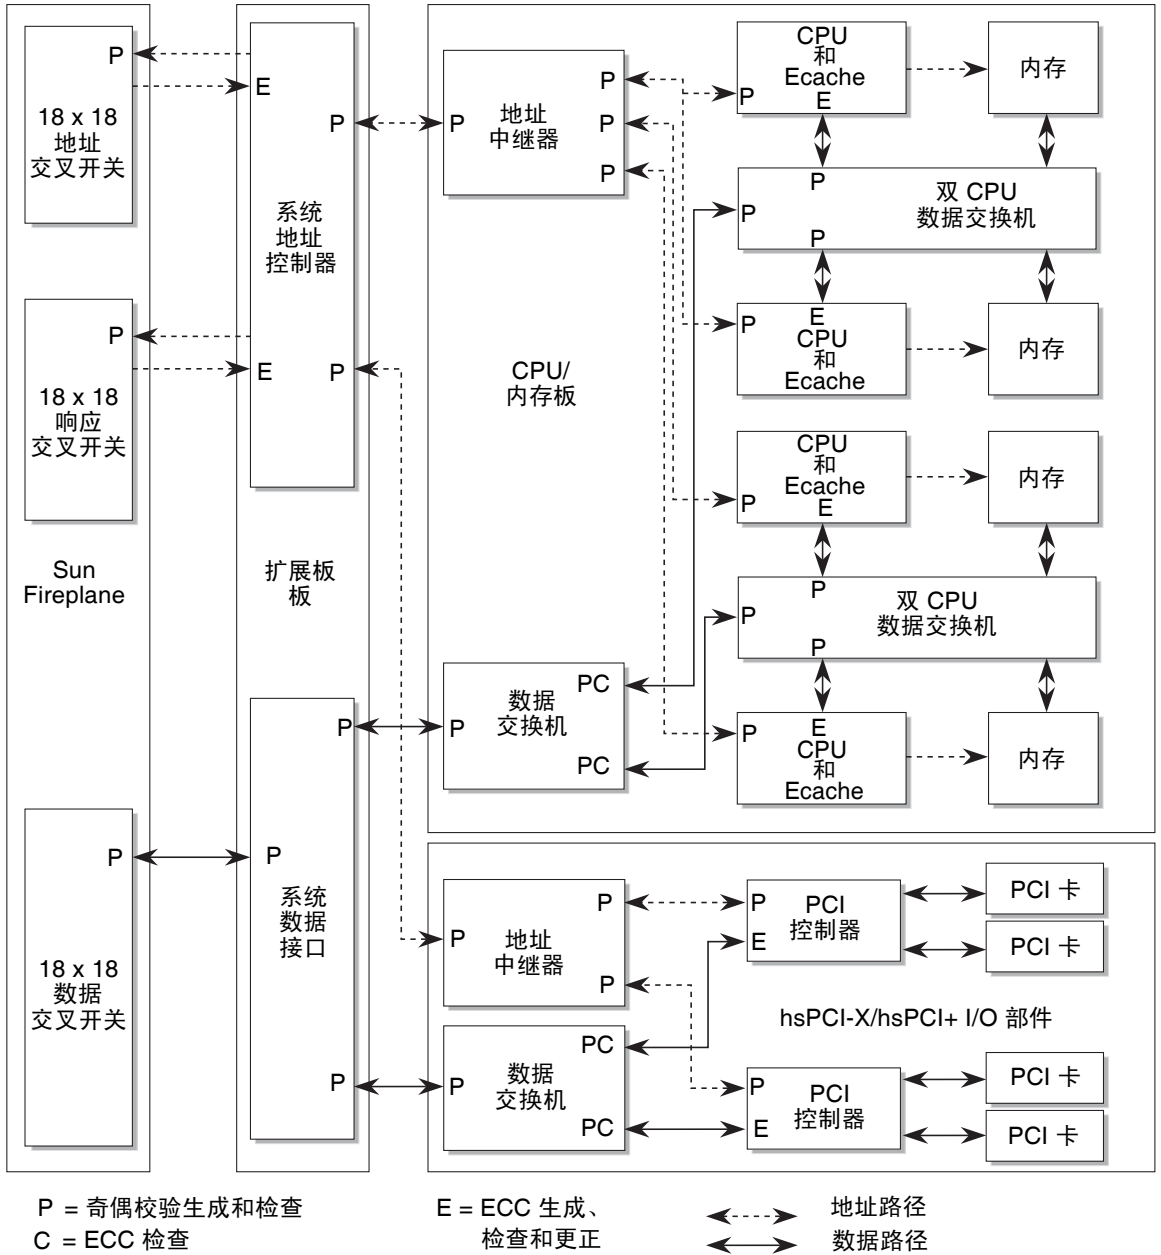 P
E
18 x 18
地址
交叉开关
P
E
18 x 18
响应
交叉开关
Sun
Fireplane
P
18 x 18
数据
交叉开关
P
系统
地址
控制器
P
扩展板
板
P
P
系统
数据
接口
P
P
地址
中继器
P
P
P
CPU/
内存板
P
数据
交换机
PC
PC
CPU
和
Ecache
P
E
内存
P
P
P
双 CPU
数据交换机
P
E
CPU
和
Ecache
内存
CPU
和
Ecache
P
E
内存
P
P
P
双 CPU
数据交换机
P
E
CPU
和
Ecache
内存
P
地址
中继器
P
P
P
数据
交换机
PC
PC
P
E
PCI
控制器
PCI 卡
PCI 卡
hsPCI-X/hsPCI+ I/O 部件
P
E
PCI
控制器
PCI 卡
PCI 卡
P = 奇偶校验生成和检查
C = ECC 检查
E = ECC 生成、
检查和更正
地址路径
数据路径